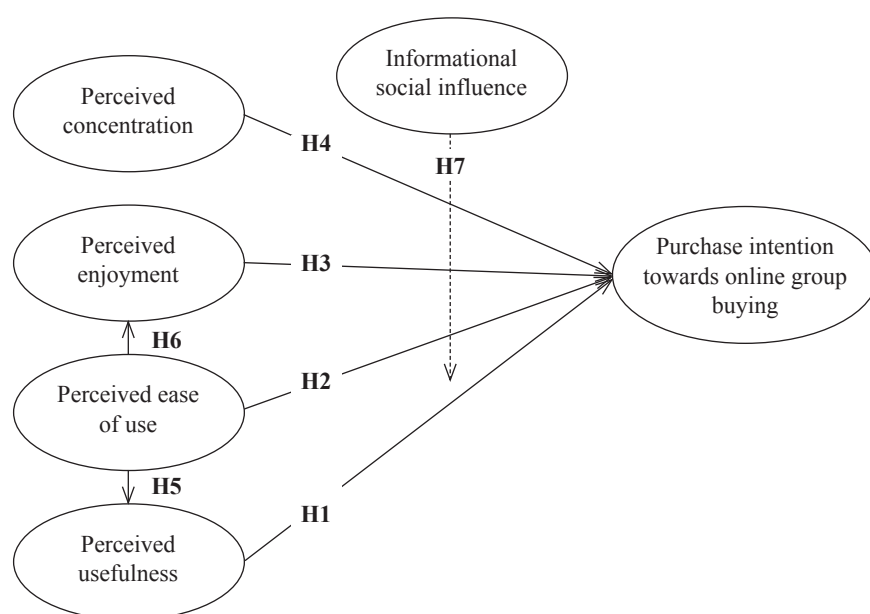 Informational
social influence
Perceived
concentration
H4
H7
Perceived
enjoyment
H3
Purchase intention
towards online group
buying
H6
H2
Perceived ease
of use
H5
H1
Perceived
usefulness